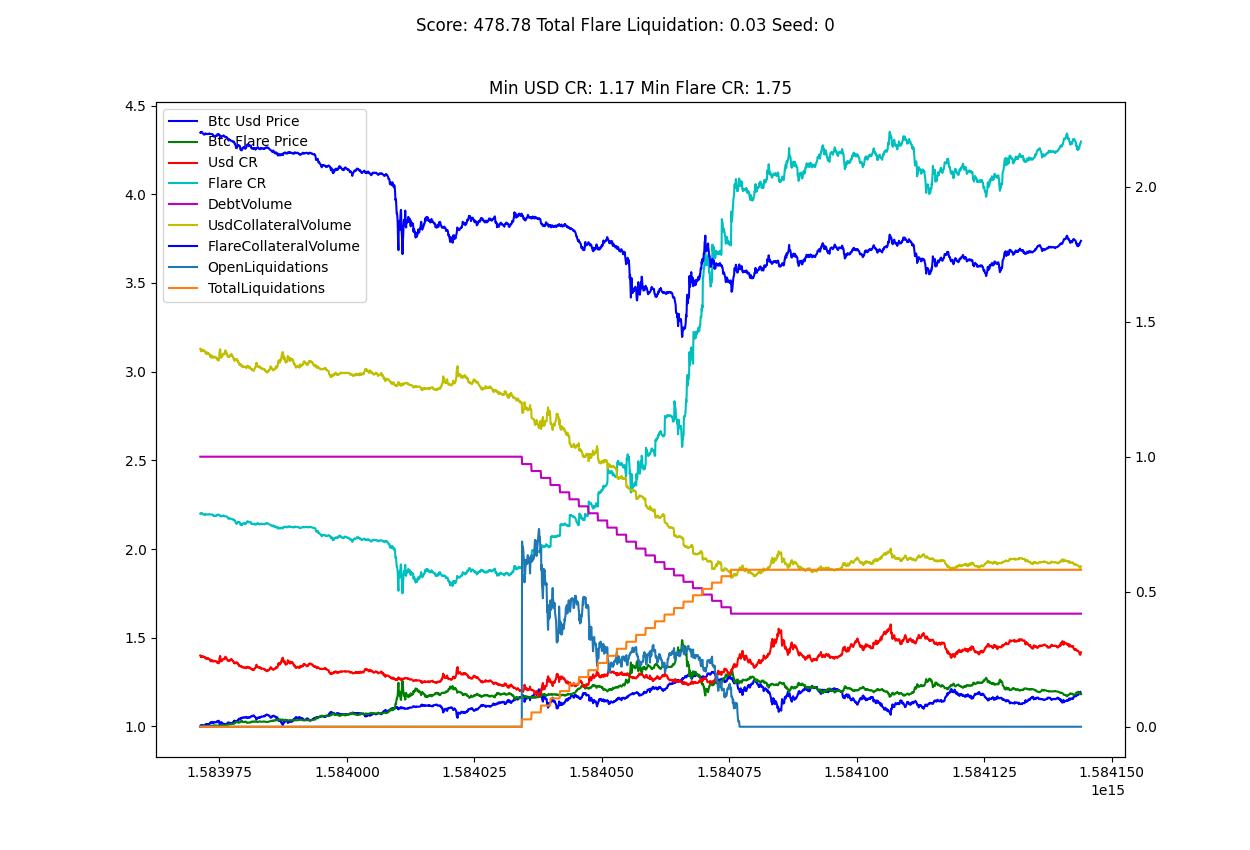 Score: 478.78 Total Flare Liquidation: 0.03 Seed: 0
Min USD CR: 1.17 Min Flare CR: 1.75
4.5
4.0
3.5
3.0
2.5
2.0
1.5
1.0
Btc Usd Price
Btc Flare Price
Usd CR
Flare CR
DebtVolume
UsdCollateralVolume
FlareCollateralVolume
OpenLiquidations
TotalLiquidations
2.0
1.5
1.0
0.5
0.0
1.583975 1.584000 1.584025 1.584050 1.584075 1.584100 1.584125 1.584150
1e15